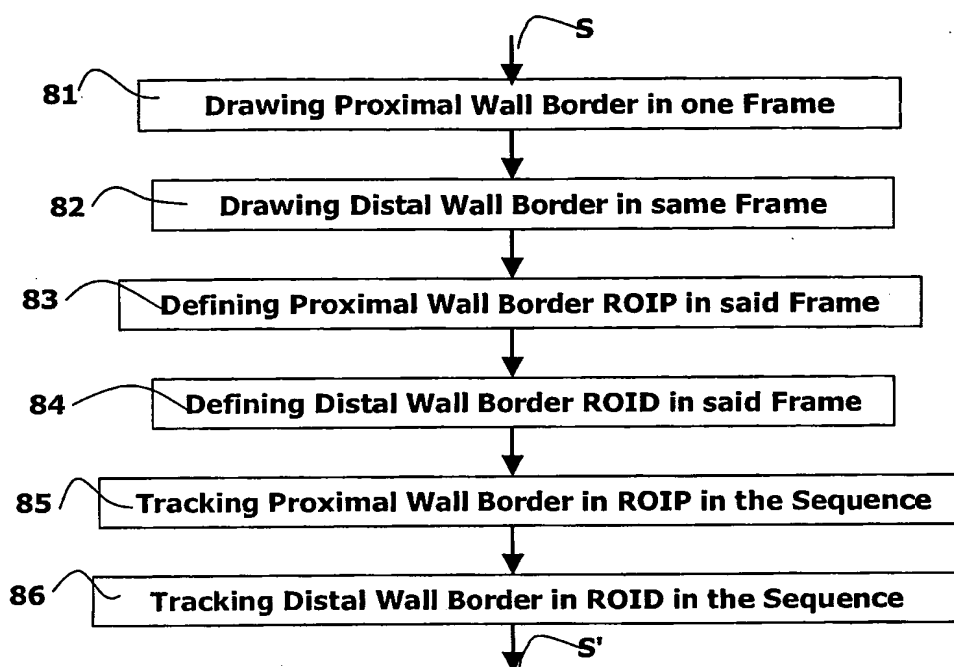 S
81 Drawing Proximal Wall Border in one Frame
82 Drawing Distal Wall Border in same Frame
83 Defining Proximal Wall Border ROIP in said Frame
84 Defining Distal Wall Border ROID in said Frame
85 Tracking Proximal Wall Border in ROIP in the Sequence
86 Tracking Distal Wall Border in ROID in the Sequence
S'